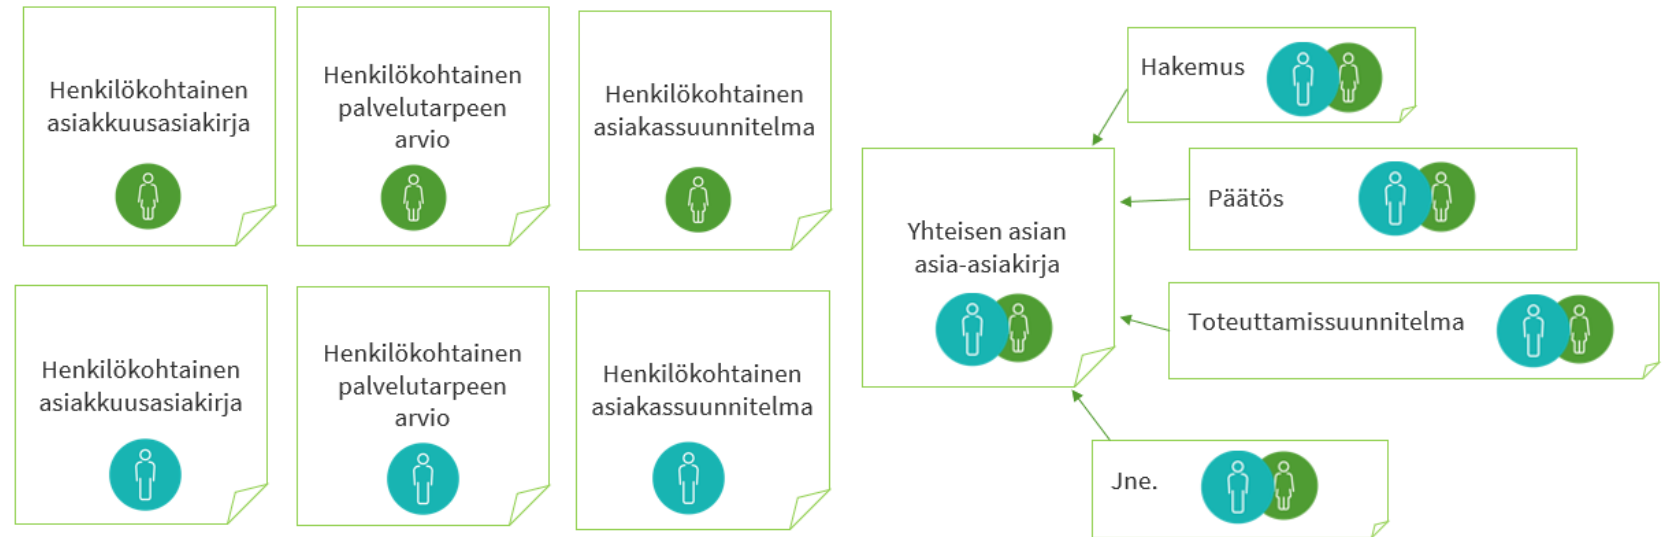 Henkilökohtainen
asiakkuusasiakirja
Henkilökohtainen
palvelutarpeen
arvio
Henkilökohtainen
asiakassuunnitelma
Henkilökohtainen
asiakkuusasiakirja
Henkilökohtainen
palvelutarpeen
arvio
Henkilökohtainen
asiakassuunnitelma
Yhteisen asian
asia-asiakirja
Hakemus
Päätös
Toteuttamissuunnitelma
Jne.